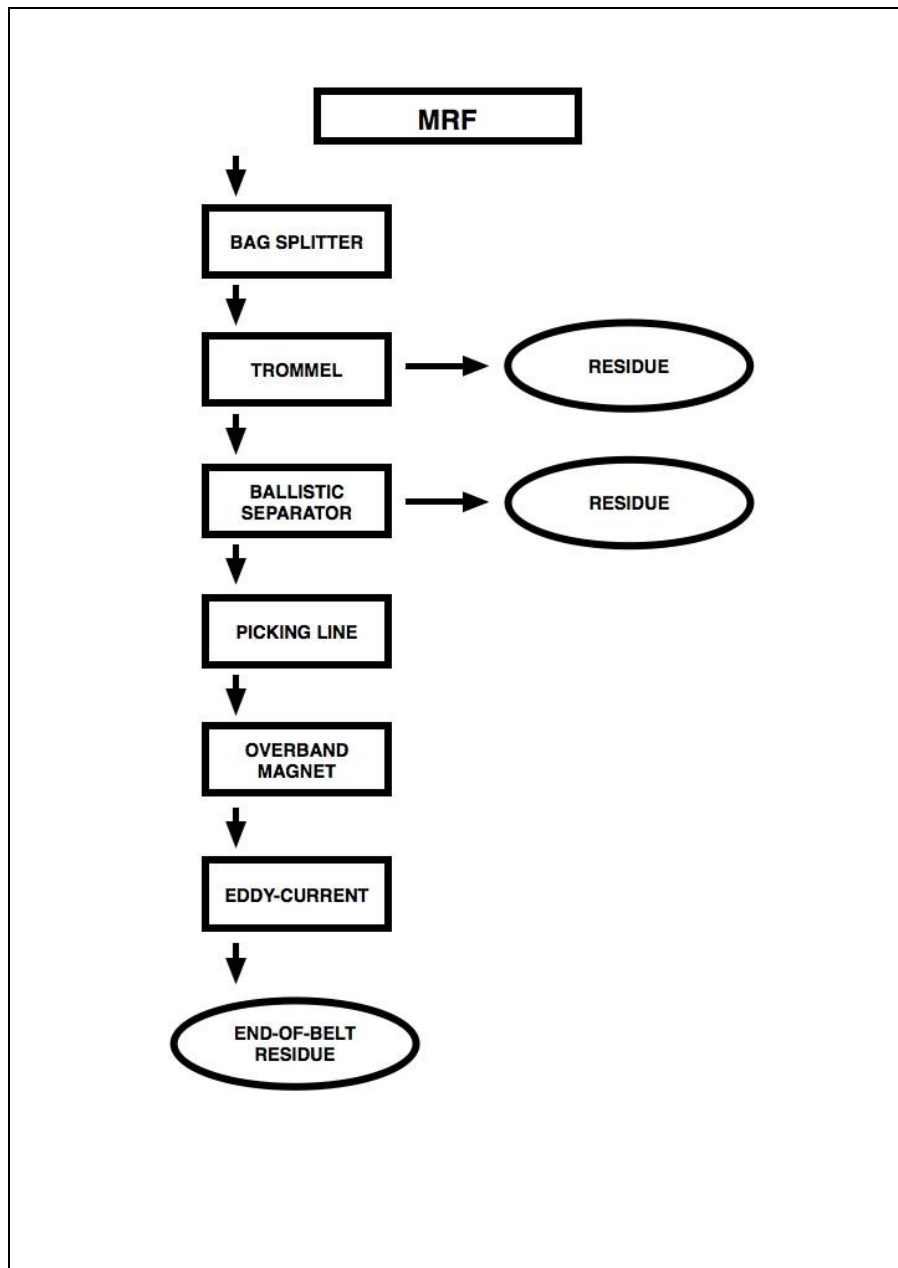 MRF
BAG SPLITTER
TROMMEL
RESIDUE
BALLISTIC
SEPARATOR
RESIDUE
PICKING LINE
OVERBAND
MAGNET
EDDY-CURRENT
END-OF-BELT
RESIDUE